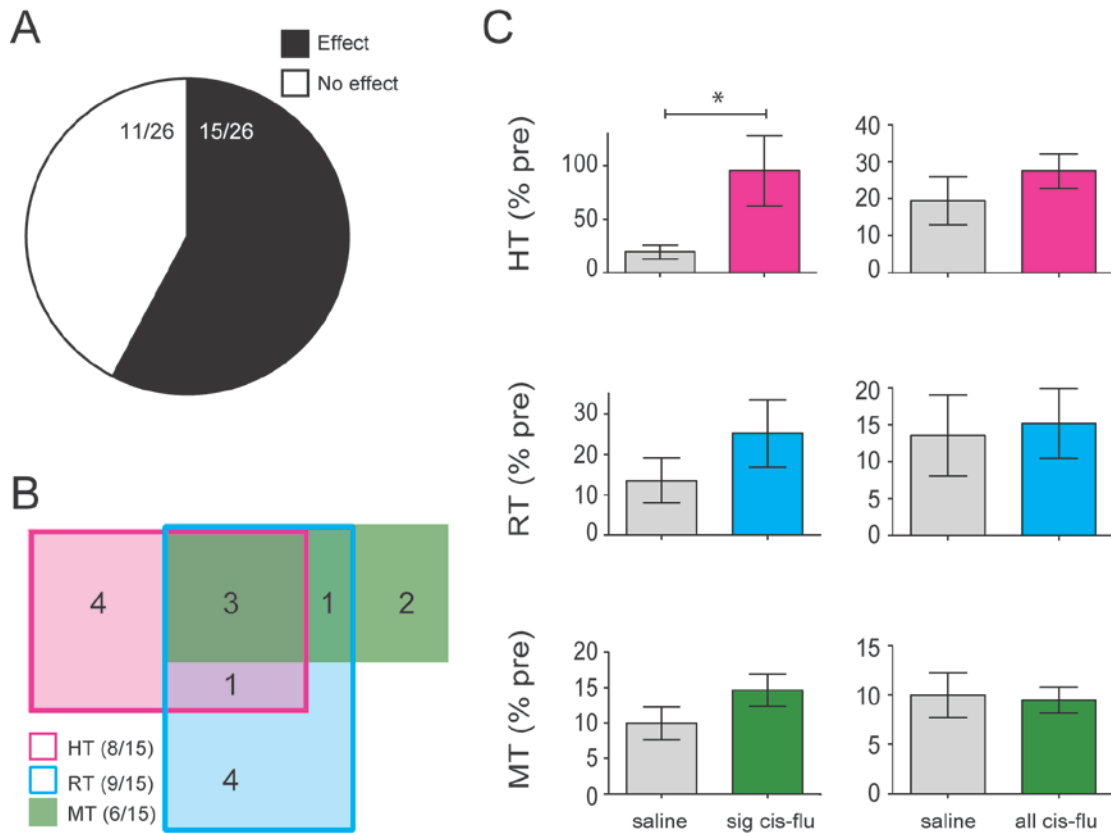 A
Effect
No effect
11/26 15/26
B
4 3 1 2
1
4
HT (8/15)
RT (9/15)
MT (6/15)
C
*
HT (% pre)
100
50
0
40
30
20
10
0
RT (% pre)
30
20
10
0
20
15
10
5
0
MT (% pre)
20
15
10
5
0
15
10
5
0
saline sig cis-flu saline all cis-flu